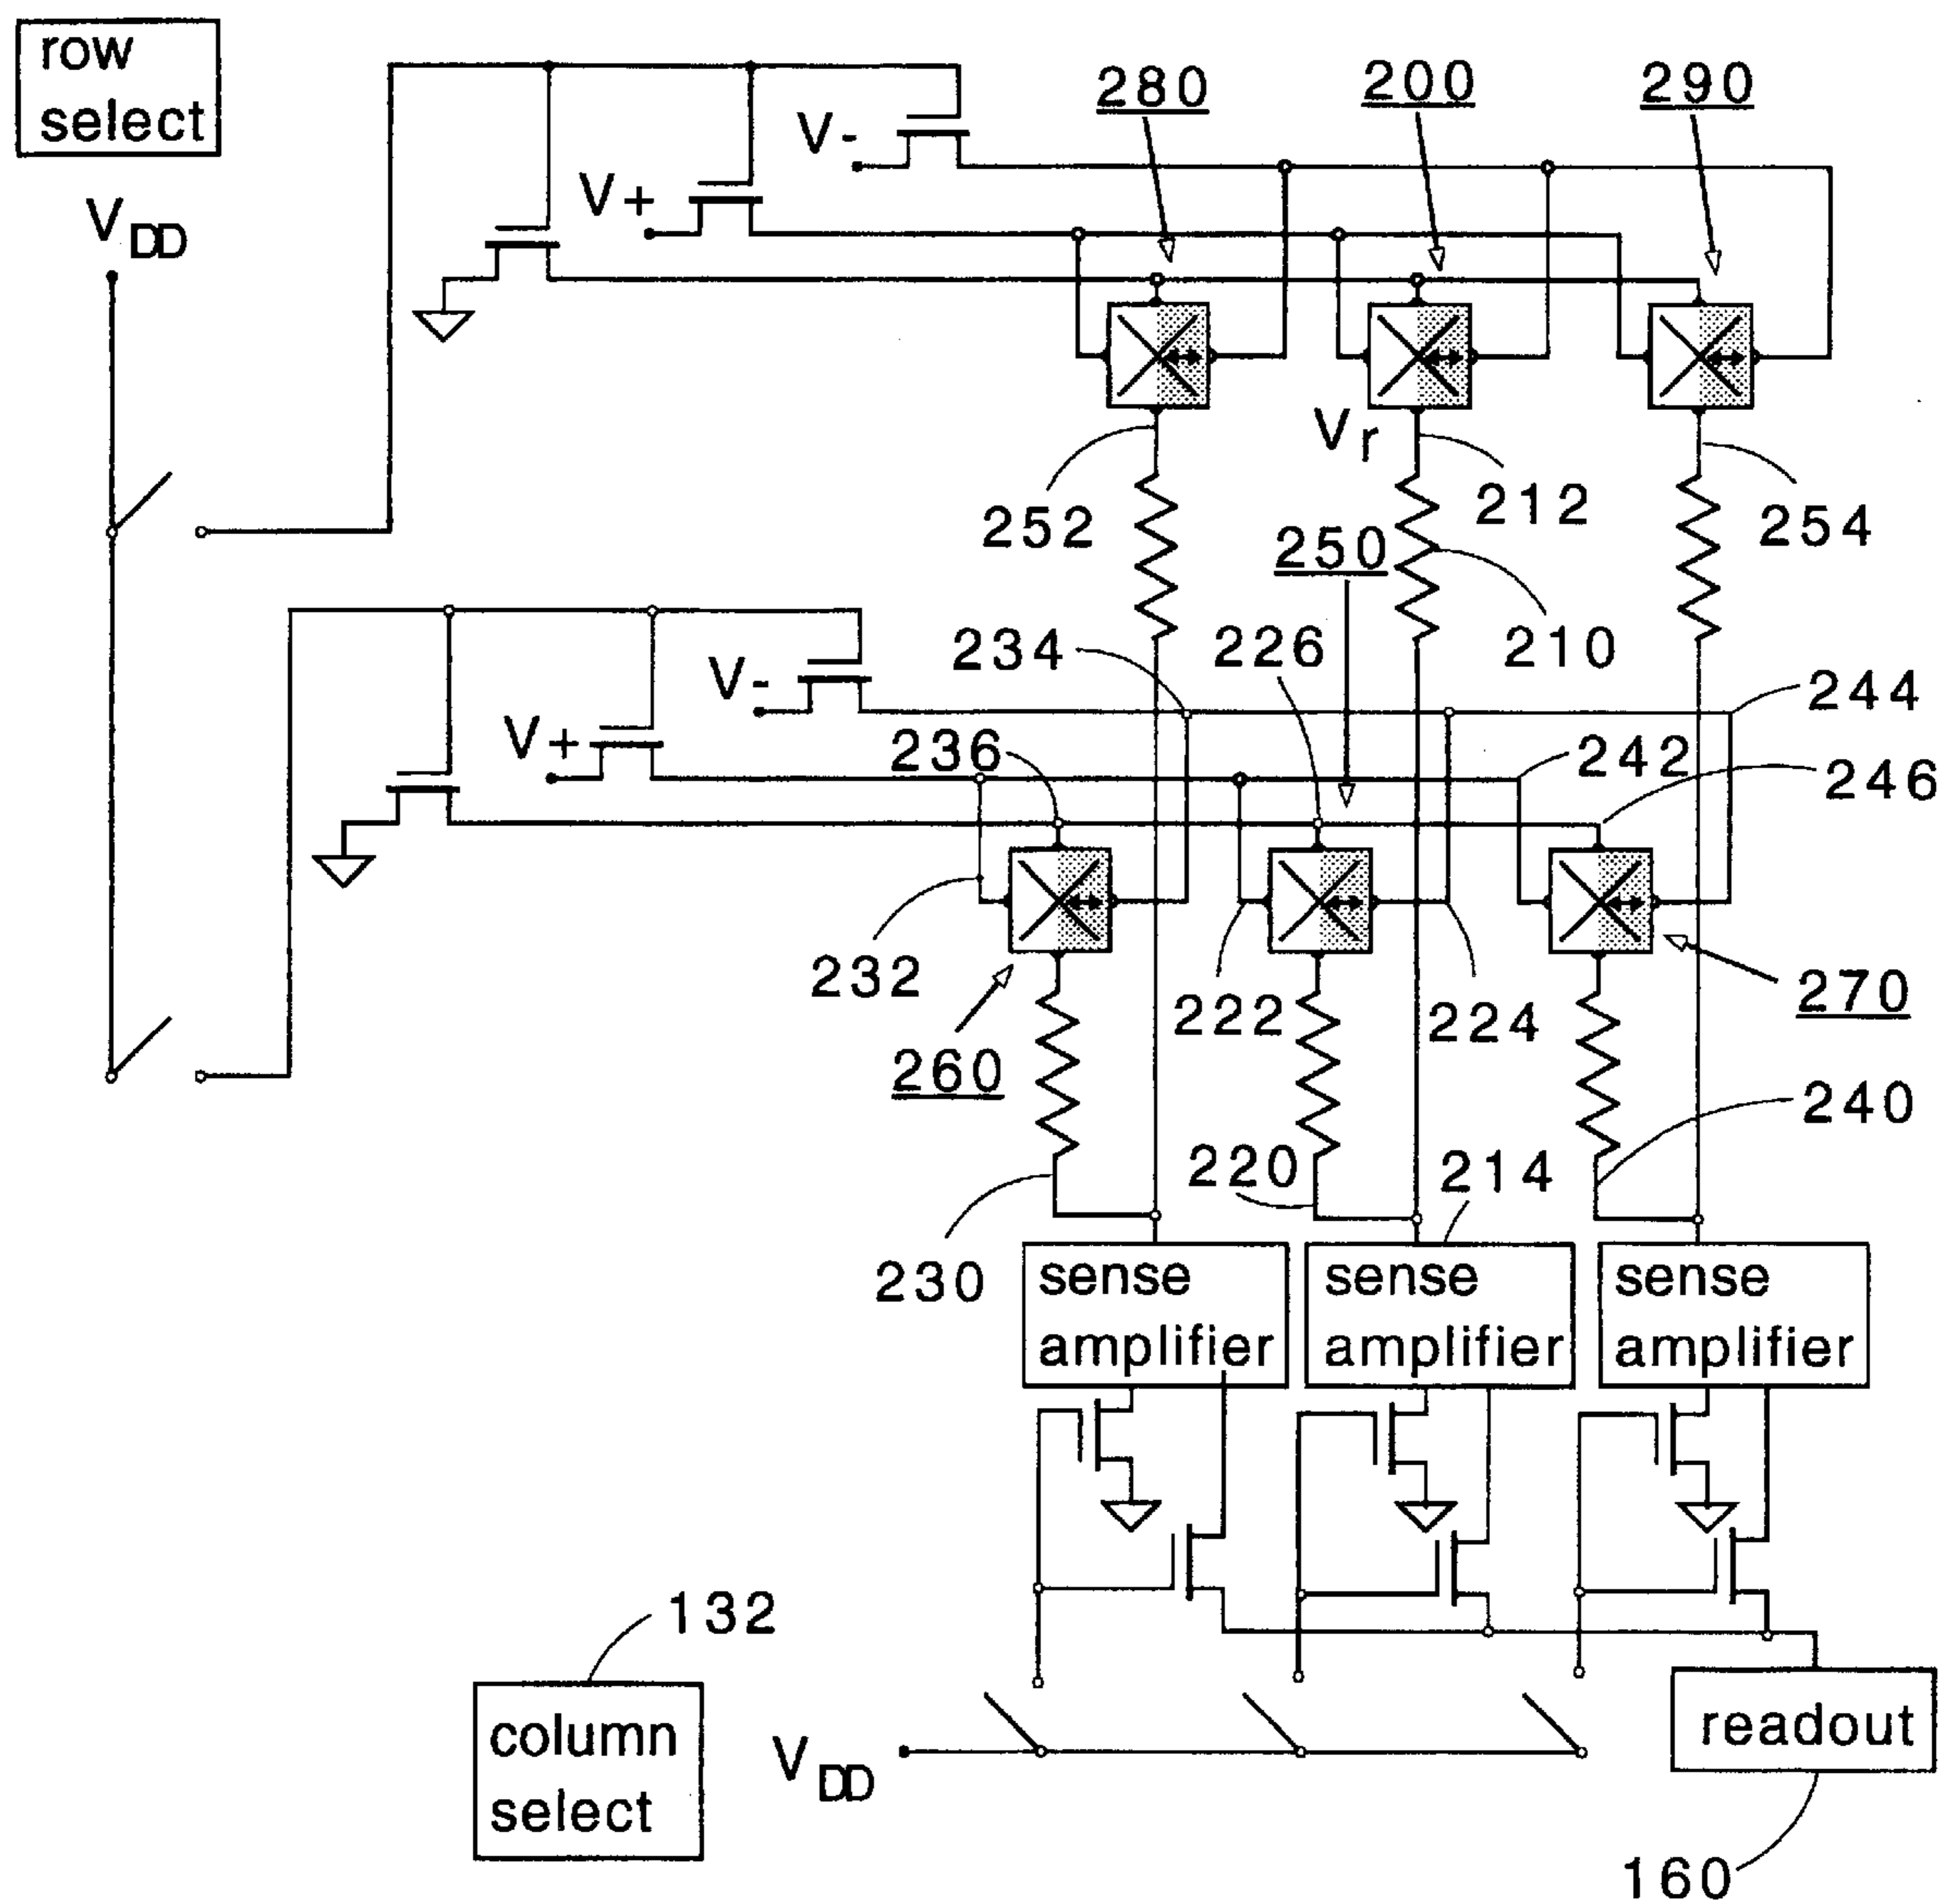 row
select
V DD
280
200
290
V-
V+
Vr
252
212
254
250
210
234
226
V-
244
V+
236
242
246
232
222
224
270
260
240
220
214
230
sense
amplifier
sense
amplifier
sense
amplifier
132
column
select
V DD
readout
160